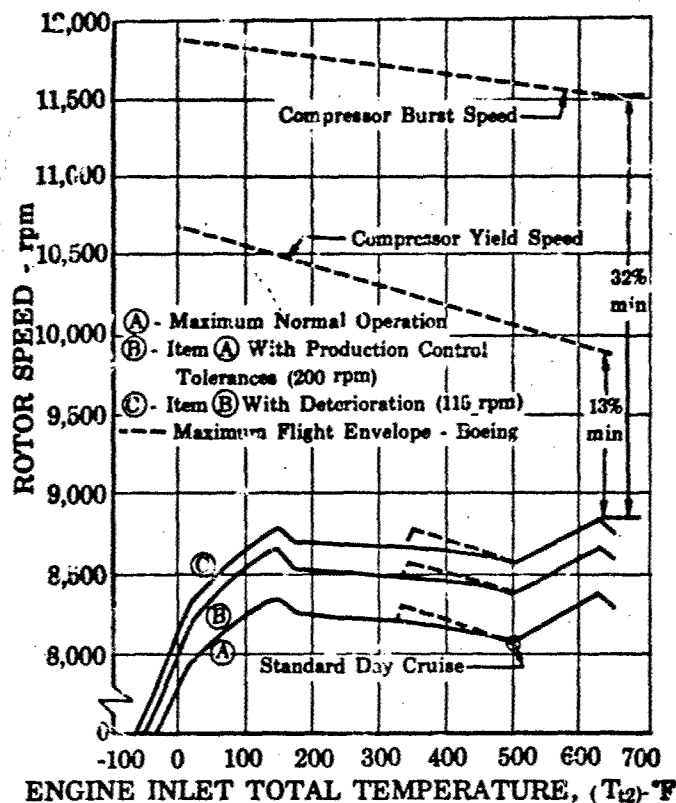 12,000
11,500
11,000
10,500
10,000
9,500
9,000
8,500
8,000
0
ROTOR SPEED - rpm
Compressor Burst Speed
Compressor Yield Speed
32%
min
Ⓐ - Maximum Normal Operation
Ⓑ - Item Ⓐ With Production Control
Tolerances (200 rpm)
Ⓒ - Item Ⓑ With Deterioration (115 rpm)
Maximum Flight Envelope - Boeing
13%
min
Ⓒ
Ⓑ
Ⓐ
Standard Day Cruise
-100 0 100 200 300 400 500 600 700
ENGINE INLET TOTAL TEMPERATURE, (Tt2)-°F